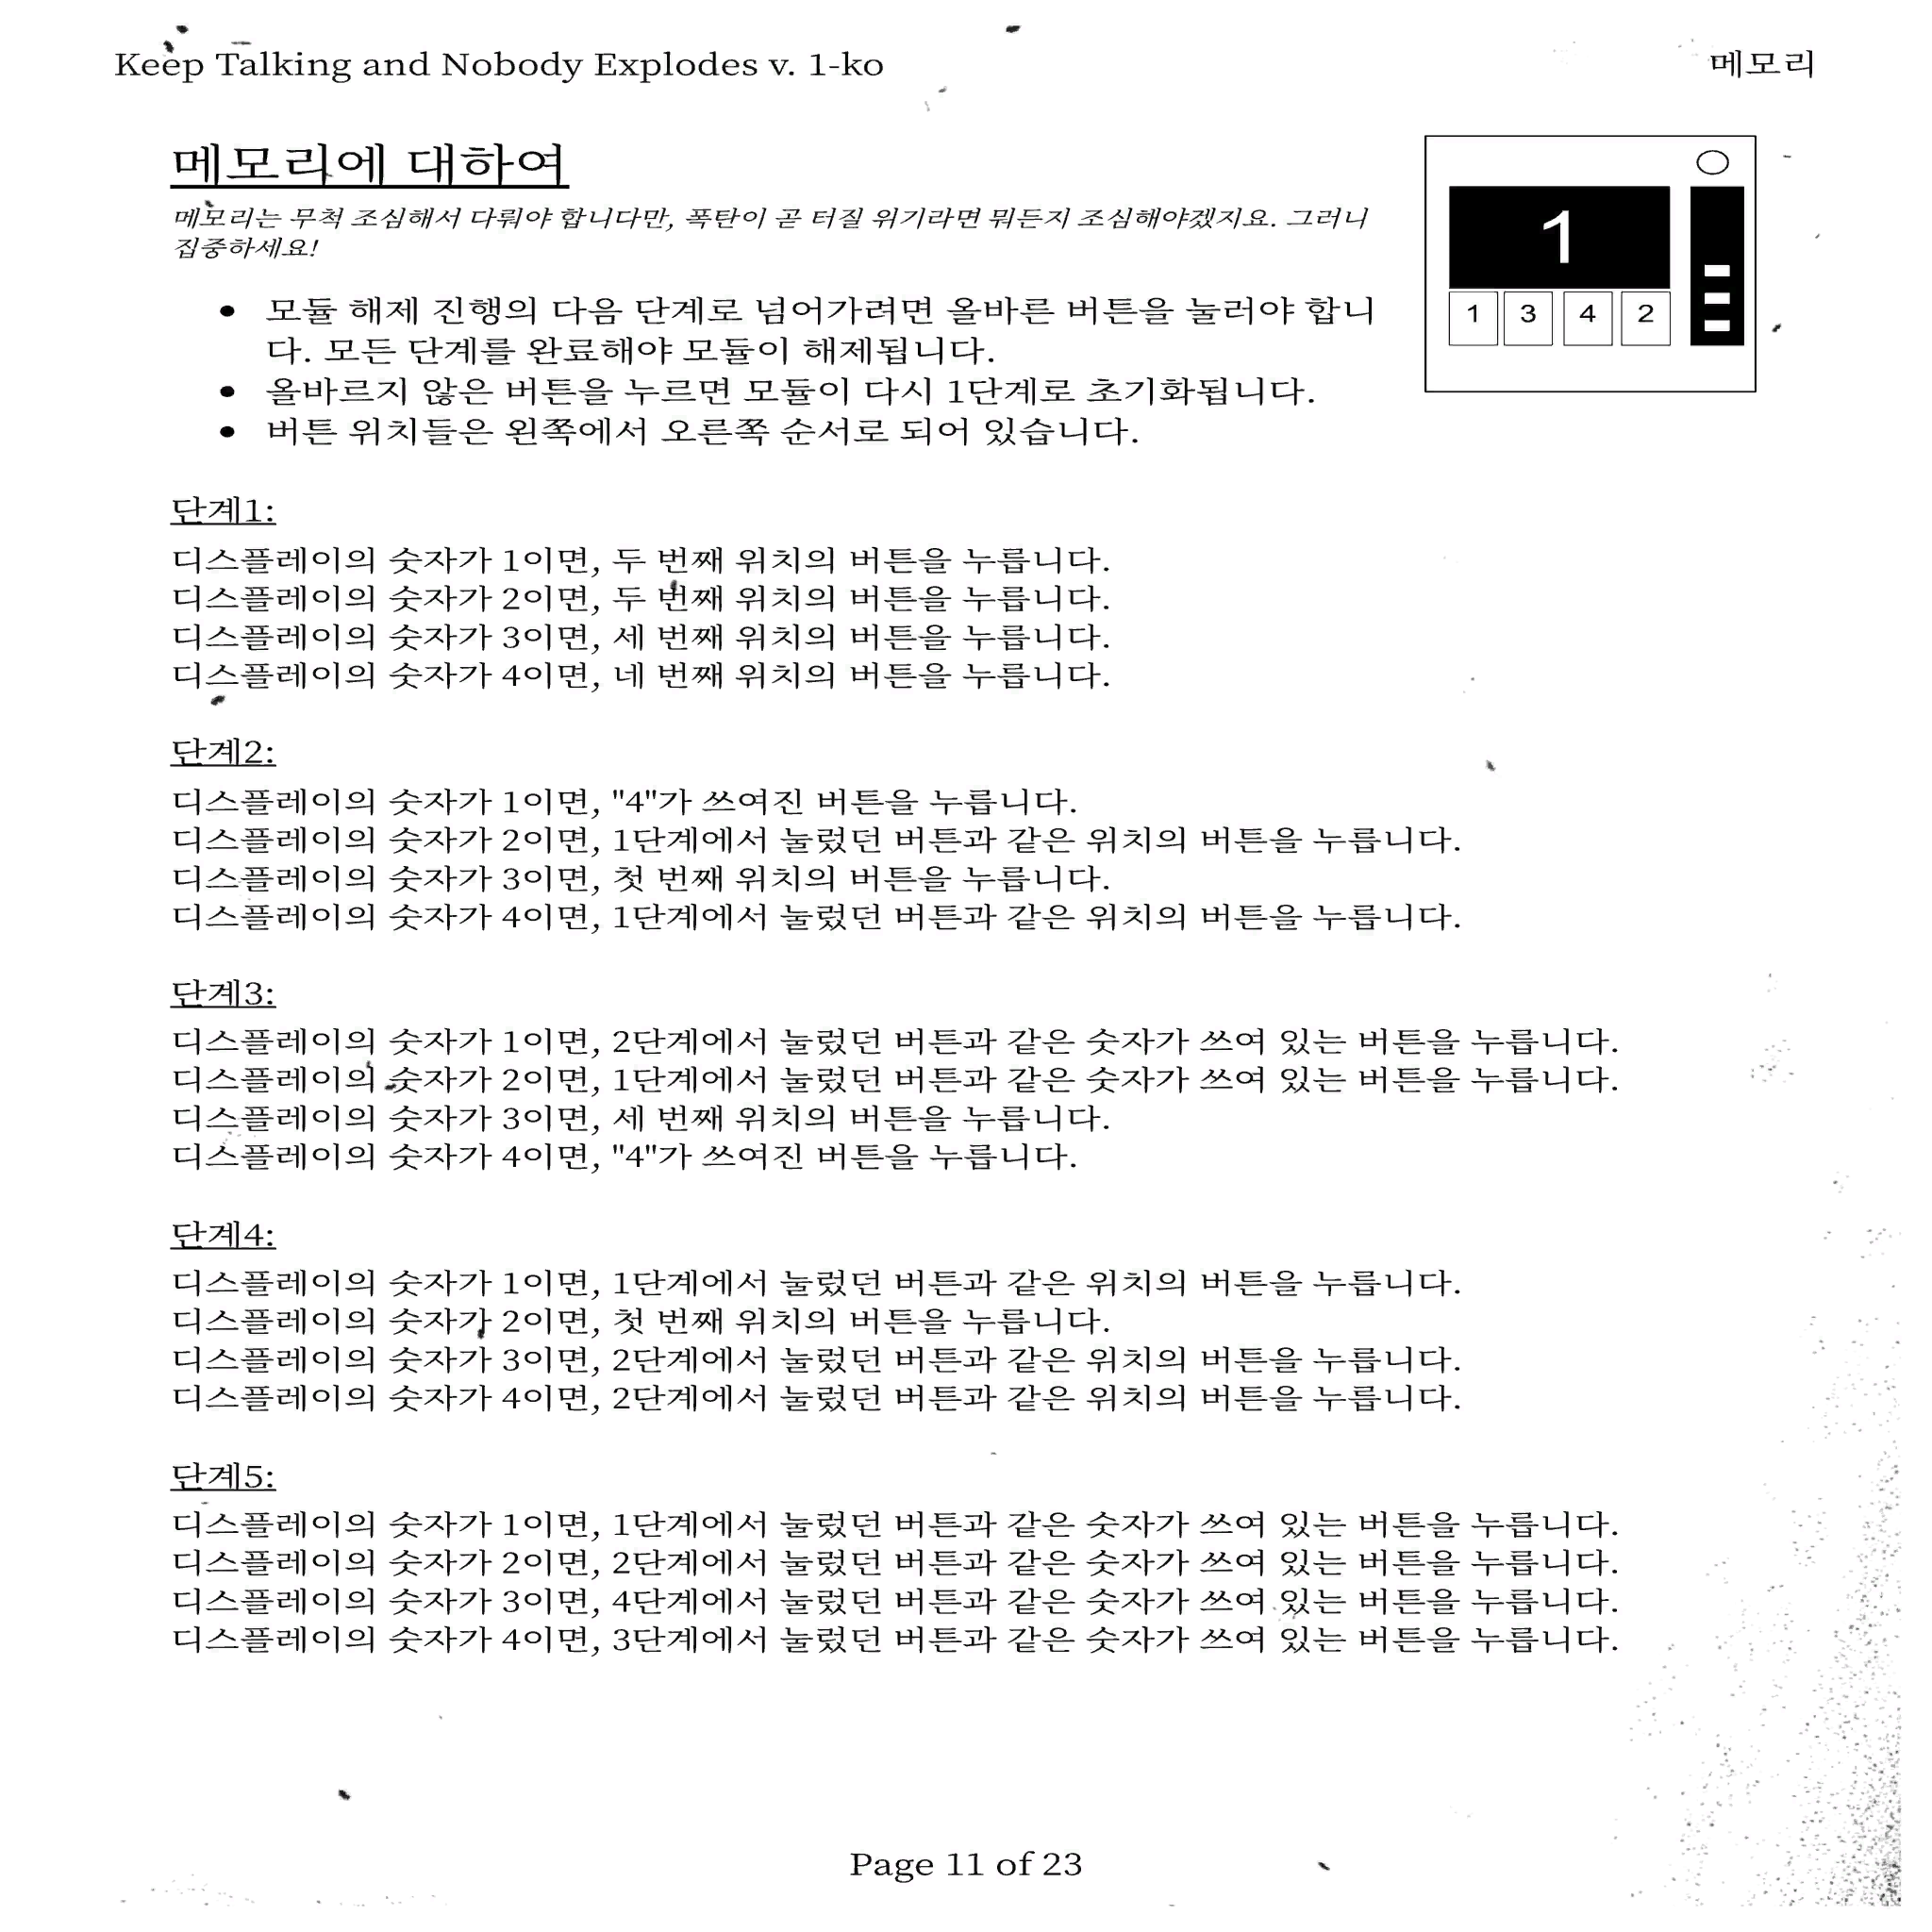 Keep Talking and Nobody Explodes v. 1-ko
메모리
메모리에 대하여
메모리는 무척 조심해서 다뤄야 합니다만, 폭탄이 곧 터질 위기라면 뭐든지 조심해야겠지요. 그러니
집중하세요!
1
1 3 4 2
• 모듈 해제 진행의 다음 단계로 넘어가려면 올바른 버튼을 눌러야 합니
다. 모든 단계를 완료해야 모듈이 해제됩니다.
• 올바르지 않은 버튼을 누르면 모듈이 다시 1단계로 초기화됩니다.
• 버튼 위치들은 왼쪽에서 오른쪽 순서로 되어 있습니다.
단계1:
디스플레이의 숫자가 1이면, 두 번째 위치의 버튼을 누릅니다.
디스플레이의 숫자가 2이면, 두 번째 위치의 버튼을 누릅니다.
디스플레이의 숫자가 3이면, 세 번째 위치의 버튼을 누릅니다.
디스플레이의 숫자가 4이면, 네 번째 위치의 버튼을 누릅니다.
단계2:
디스플레이의 숫자가 1이면, "4"가 쓰여진 버튼을 누릅니다.
디스플레이의 숫자가 2이면, 1단계에서 눌렀던 버튼과 같은 위치의 버튼을 누릅니다.
디스플레이의 숫자가 3이면, 첫 번째 위치의 버튼을 누릅니다.
디스플레이의 숫자가 4이면, 1단계에서 눌렀던 버튼과 같은 위치의 버튼을 누릅니다.
단계3:
디스플레이의 숫자가 1이면, 2단계에서 눌렀던 버튼과 같은 숫자가 쓰여 있는 버튼을 누릅니다.
디스플레이의 숫자가 2이면, 1단계에서 눌렀던 버튼과 같은 숫자가 쓰여 있는 버튼을 누릅니다.
디스플레이의 숫자가 3이면, 세 번째 위치의 버튼을 누릅니다.
디스플레이의 숫자가 4이면, "4"가 쓰여진 버튼을 누릅니다.
단계4:
디스플레이의 숫자가 1이면, 1단계에서 눌렀던 버튼과 같은 위치의 버튼을 누릅니다.
디스플레이의 숫자가 2이면, 첫 번째 위치의 버튼을 누릅니다.
디스플레이의 숫자가 3이면, 2단계에서 눌렀던 버튼과 같은 위치의 버튼을 누릅니다.
디스플레이의 숫자가 4이면, 2단계에서 눌렀던 버튼과 같은 위치의 버튼을 누릅니다.
단계5:
디스플레이의 숫자가 1이면, 1단계에서 눌렀던 버튼과 같은 숫자가 쓰여 있는 버튼을 누릅니다.
디스플레이의 숫자가 2이면, 2단계에서 눌렀던 버튼과 같은 숫자가 쓰여 있는 버튼을 누릅니다.
디스플레이의 숫자가 3이면, 4단계에서 눌렀던 버튼과 같은 숫자가 쓰여 있는 버튼을 누릅니다.
디스플레이의 숫자가 4이면, 3단계에서 눌렀던 버튼과 같은 숫자가 쓰여 있는 버튼을 누릅니다.
Page 11 of 23